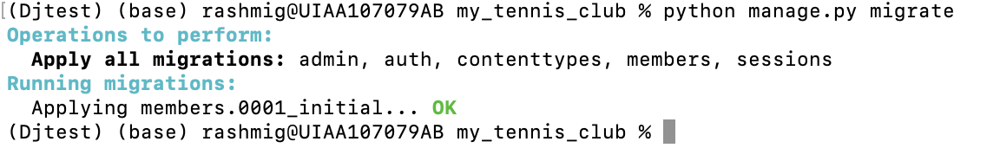 (Djtest) (base) rashmig@UIAA107079AB my_tennis_club % python manage.py migrate
Operations to perform:
  Apply all migrations: admin, auth, contenttypes, members, sessions
Running migrations:
  Applying members.0001_initial... OK
(Djtest) (base) rashmig@UIAA107079AB my_tennis_club %